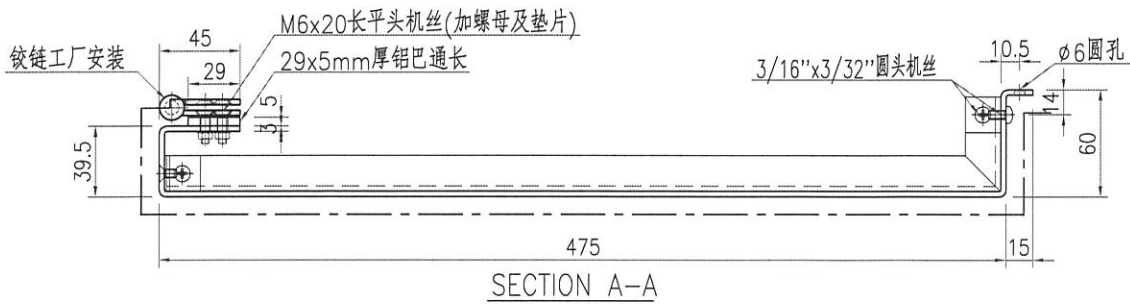 M6x20长平头机丝(加螺母及垫片)
45
铰链工厂安装
29
29x5mm厚铝巴通长
3/16''x3/32''圆头机丝
10.5
ø6圆孔
5
3
14
39.5
60
475
15
SECTION A-A